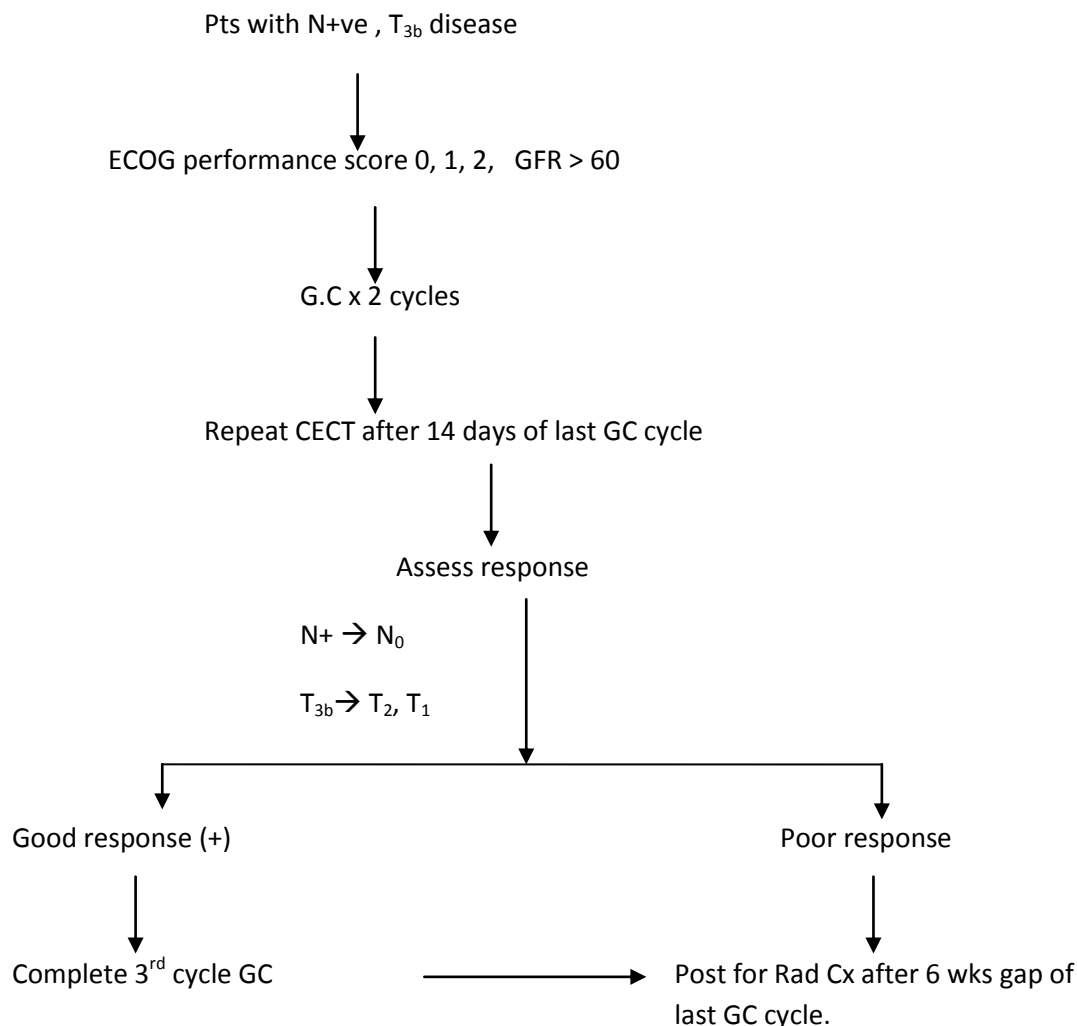 Pts with N+ve , T3b disease
ECOG performance score 0, 1, 2, GFR > 60
G.C x 2 cycles
Repeat CECT after 14 days of last GC cycle
Assess response
N+ → N0
T3b → T2, T1
Good response (+)
Poor response
Complete 3rd cycle GC
Post for Rad Cx after 6 wks gap of
last GC cycle.